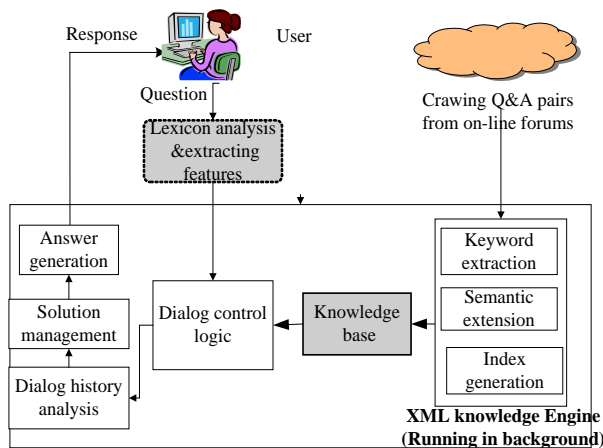 Response
User
Question
Crawing Q&A pairs
from on-line forums
Lexicon analysis
&extracting
features
Answer
generation
Keyword
extraction
Solution
management
Dialog control
logic
Knowledge
base
Semantic
extension
Dialog history
analysis
Index
generation
XML knowledge Engine
(Running in background)